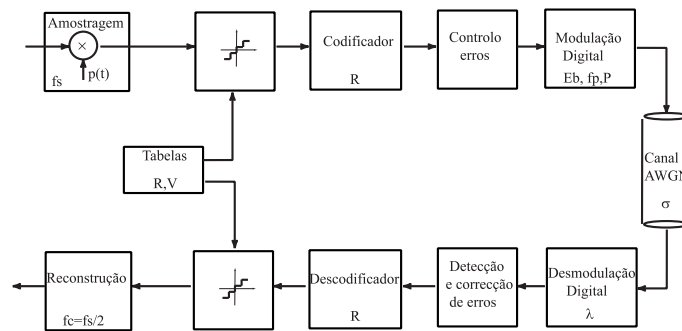 Amostragem
×
fs
p(t)
Codificador
R
Controlo
erros
Modulação
Digital
Eb, fp,P
Tabelas
R,V
Canal
AWGN
σ
Reconstrução
fc=fs/2
Descodificador
R
Detecção
e correcção
de erros
Desmodulação
Digital
λ